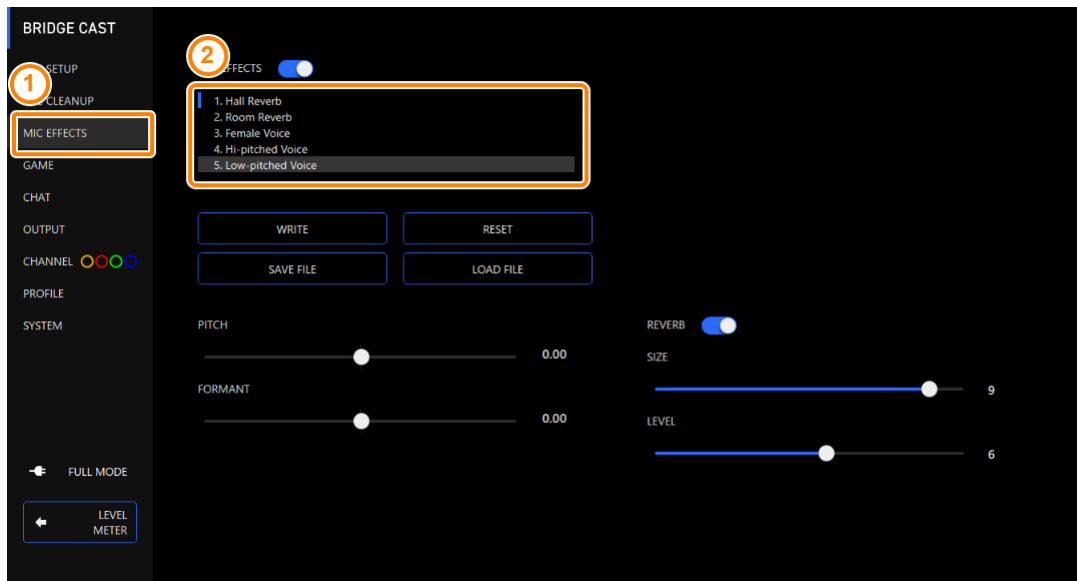 BRIDGE CAST
SETUP
CLEANUP
MIC EFFECTS
GAME
CHAT
OUTPUT
CHANNEL
PROFILE
SYSTEM
FULL MODE
LEVEL
METER
1
2
EFFECTS
1. Hall Reverb
2. Room Reverb
3. Female Voice
4. Hi-pitched Voice
5. Low-pitched Voice
WRITE RESET
SAVE FILE LOAD FILE
PITCH
0.00
FORMANT
0.00
REVERB
SIZE
9
LEVEL
6